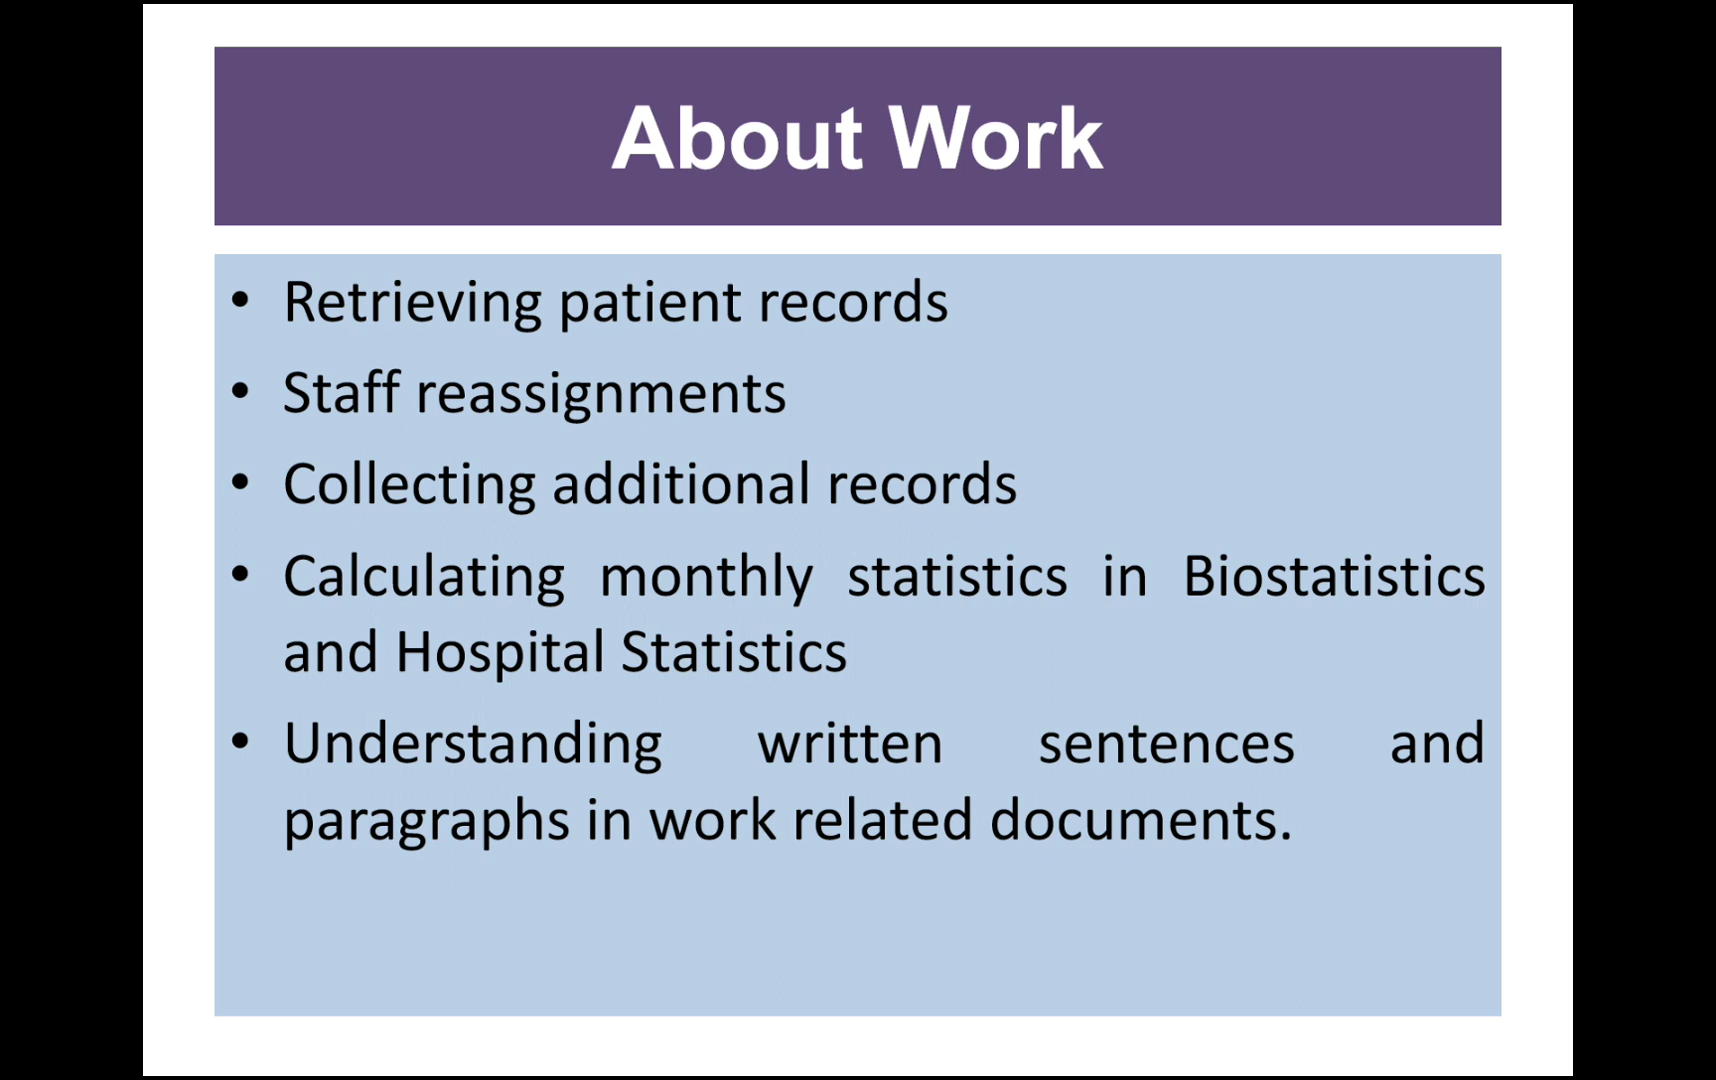 About Work
• Retrieving patient records
• Staff reassignments
• Collecting additional records
• Calculating monthly statistics in Biostatistics
and Hospital Statistics
• Understanding written sentences and
paragraphs in work related documents.